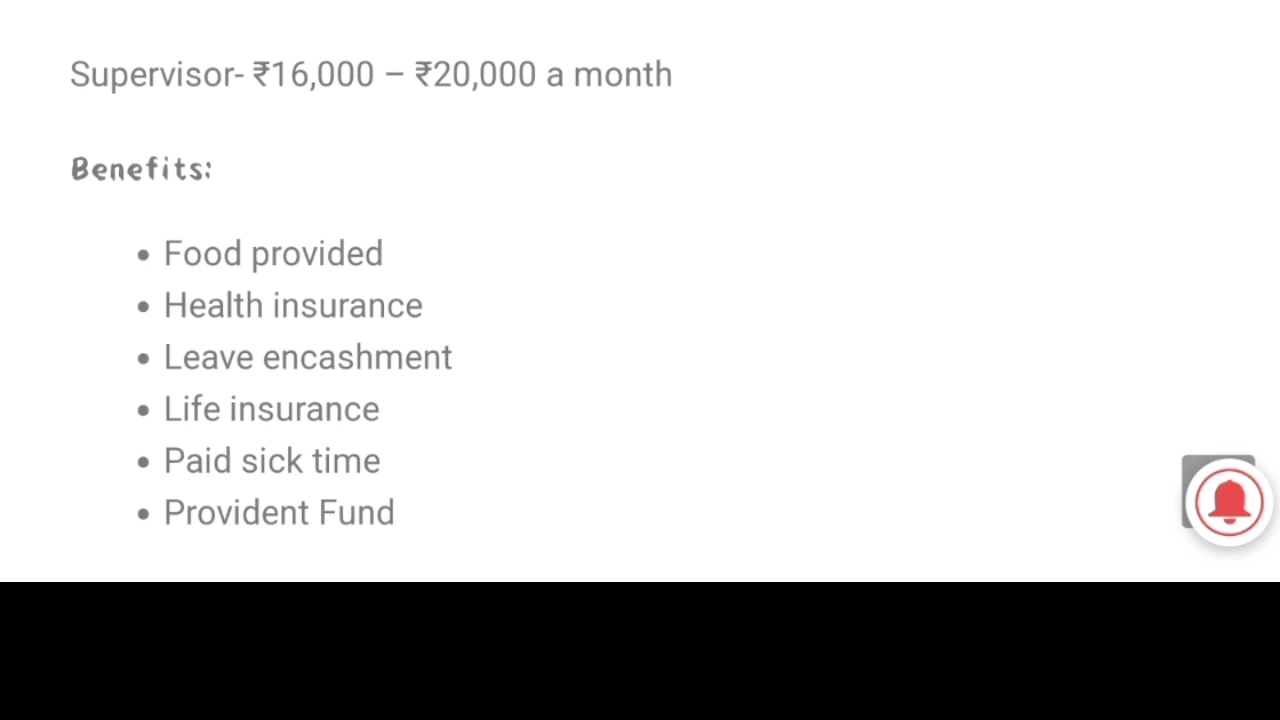 Supervisor- ₹16,000 – ₹20,000 a month
Benefits:
• Food provided
• Health insurance
• Leave encashment
• Life insurance
• Paid sick time
• Provident Fund